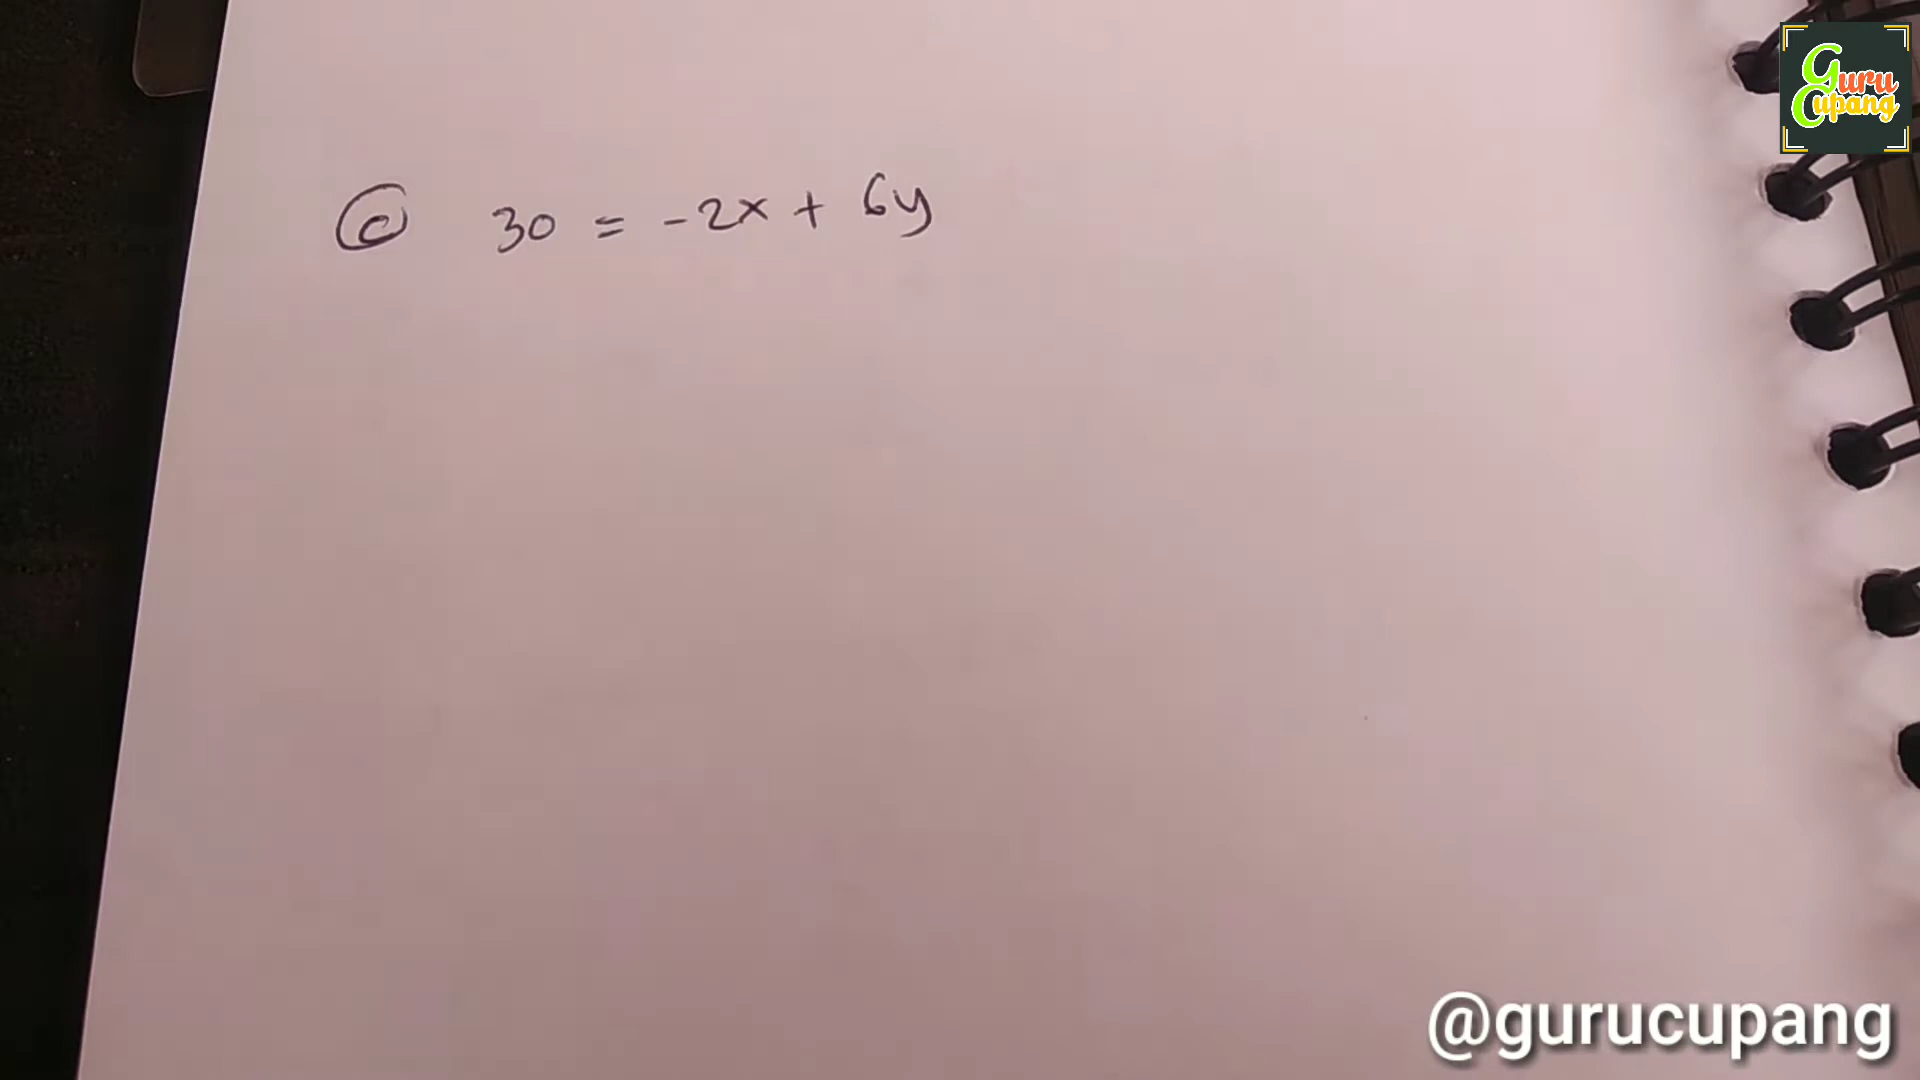 Guru
Cupang
ⓒ 30 = -2x + 6y
@gurucupang